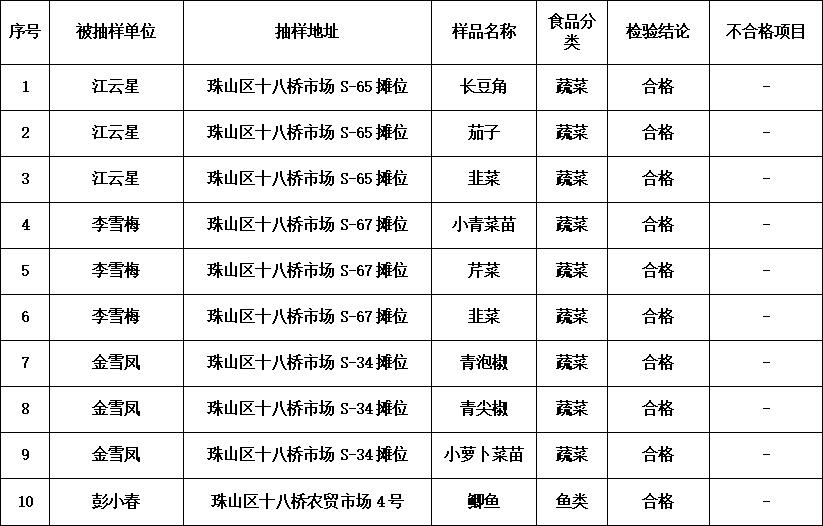 序号 被抽样单位 抽样地址 样品名称 食品分类 检验结论 不合格项目
1 江云星 珠山区十八桥市场 S-65 摊位 长豆角 蔬菜 合格 -
2 江云星 珠山区十八桥市场 S-65 摊位 茄子 蔬菜 合格 -
3 江云星 珠山区十八桥市场 S-65 摊位 韭菜 蔬菜 合格 -
4 李雪梅 珠山区十八桥市场 S-67 摊位 小青菜苗 蔬菜 合格 -
5 李雪梅 珠山区十八桥市场 S-67 摊位 芹菜 蔬菜 合格 -
6 李雪梅 珠山区十八桥市场 S-67 摊位 韭菜 蔬菜 合格 -
7 金雪凤 珠山区十八桥市场 S-34 摊位 青泡椒 蔬菜 合格 -
8 金雪凤 珠山区十八桥市场 S-34 摊位 青尖椒 蔬菜 合格 -
9 金雪凤 珠山区十八桥市场 S-34 摊位 小萝卜菜苗 蔬菜 合格 -
10 彭小春 珠山区十八桥农贸市场 4 号 鲫鱼 鱼类 合格 -